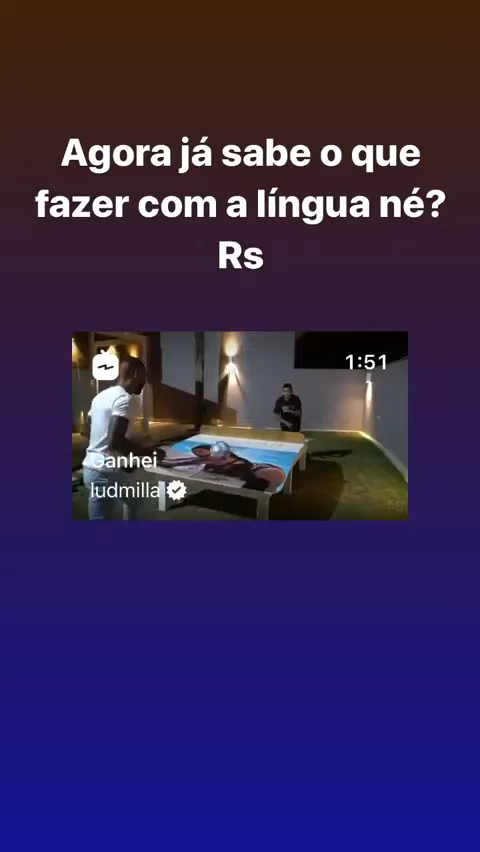 Agora já sabe o que
fazer com a língua né?
Rs
1:51
Ganhei
ludmilla